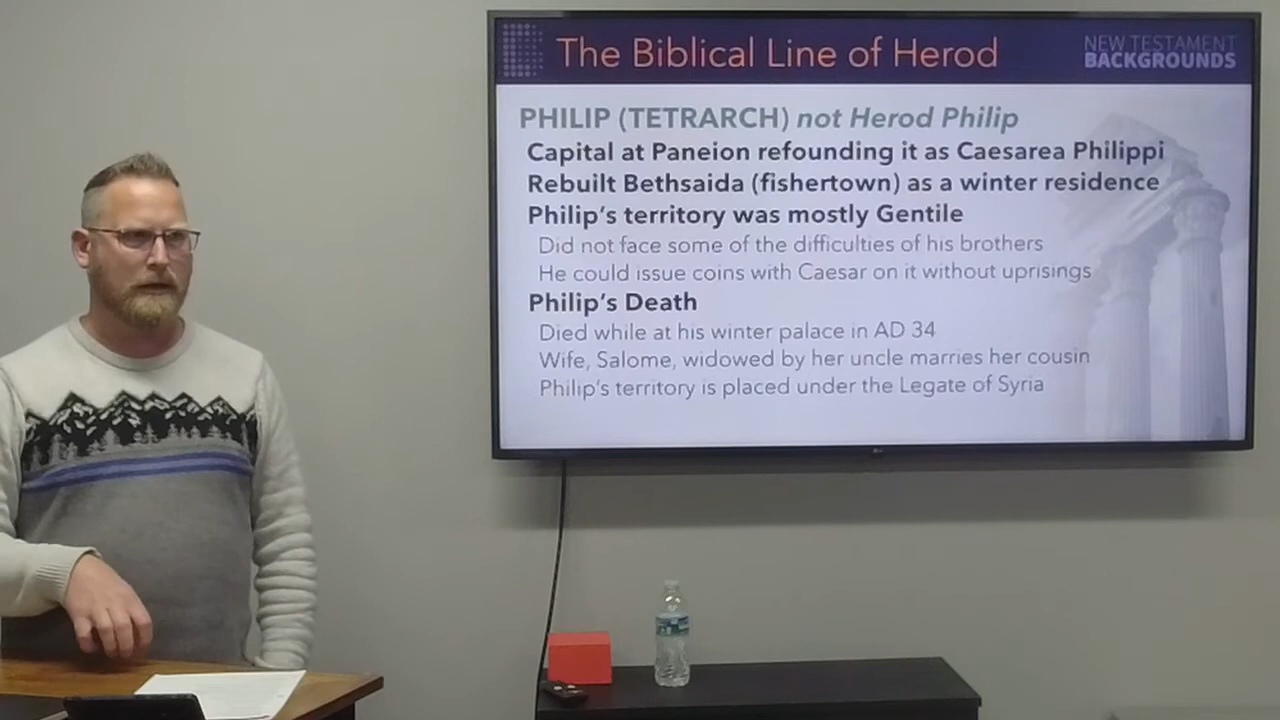 The Biblical Line of Herod
NEW TESTAMENT
BACKGROUNDS
PHILIP (TETRARCH) not Herod Philip
Capital at Paneion refounding it as Caesarea Philippi
Rebuilt Bethsaida (fishertown) as a winter residence
Philip's territory was mostly Gentile
Did not face some of the difficulties of his brothers
He could issue coins with Caesar on it without uprisings
Philip's Death
Died while at his winter palace in AD 34
Wife, Salome, widowed by her uncle marries her cousin
Philip's territory is placed under the Legate of Syria